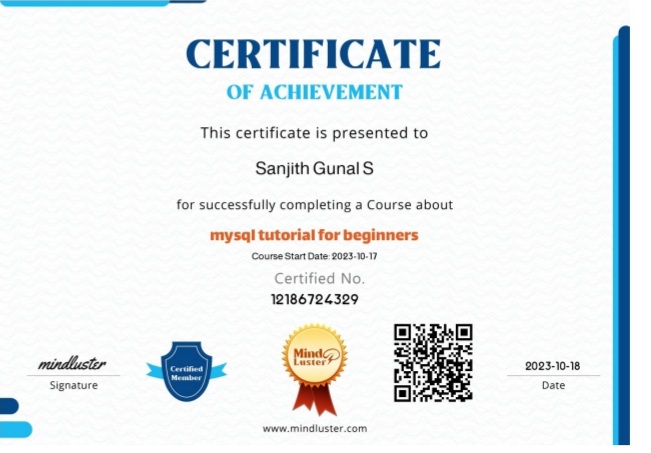 CERTIFICATE
OF ACHIEVEMENT
This certificate is presented to
Sanjith Gunal S
for successfully completing a Course about
mysql tutorial for beginners
Course Start Date: 2023-10-17
Certified No.
12186724329
mindluster
Signature
Certified
Member
Mind
Luster
2023-10-18
Date
www.mindluster.com